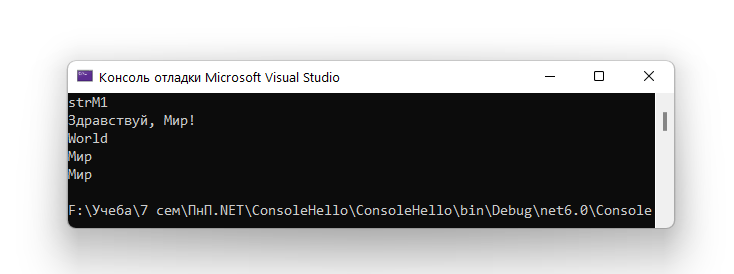 Консоль отладки Microsoft Visual Studio
strM1
Здравствуй, Мир!
World
Мир
Мир
F:\Учеба\7 сем\ПнП.NET\ConsoleHello\ConsoleHello\bin\Debug\net6.0\Console